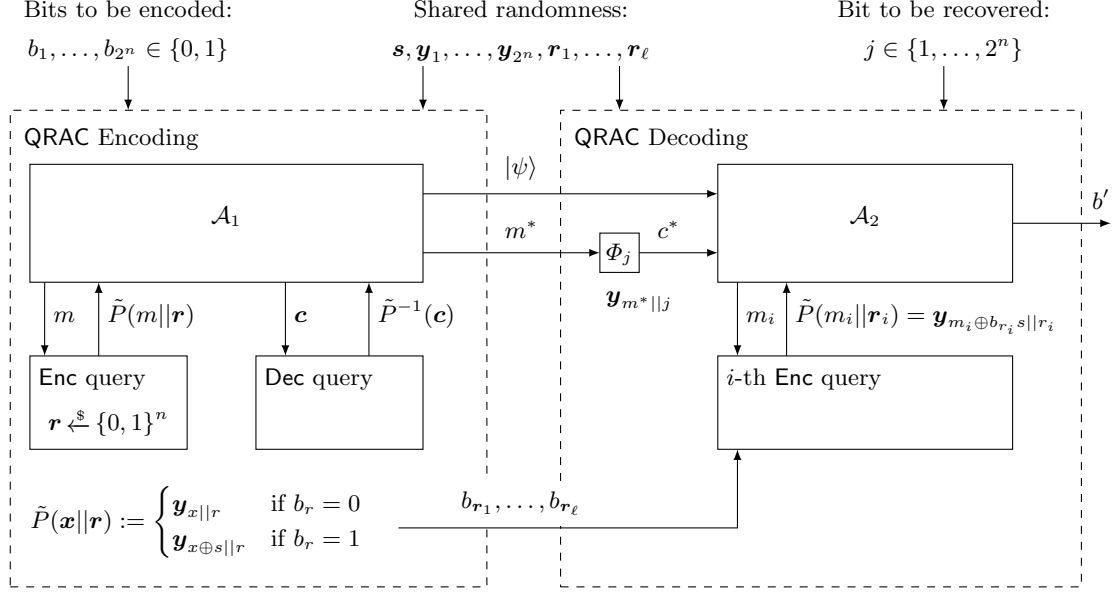 Bits to be encoded:
b_1, …, b_{2^n} ∈ {0, 1}
Shared randomness:
s, y_1, …, y_{2^n}, r_1, …, r_ℓ
Bit to be recovered:
j ∈ {1, …, 2^n}
QRAC Encoding
A_1
m
P̃(m||r)
c
P̃^{-1}(c)
Enc query
r ←$ {0, 1}^n
Dec query
P̃(x||r) := { y_{x||r} if b_r = 0
y_{x⊕s||r} if b_r = 1
|ψ⟩
m*
b_{r_1}, …, b_{r_ℓ}
QRAC Decoding
Φ_j
c*
y_{m*||j}
A_2
b′
m_i
P̃(m_i||r_i) = y_{m_i⊕b_{r_i}s||r_i}
i-th Enc query